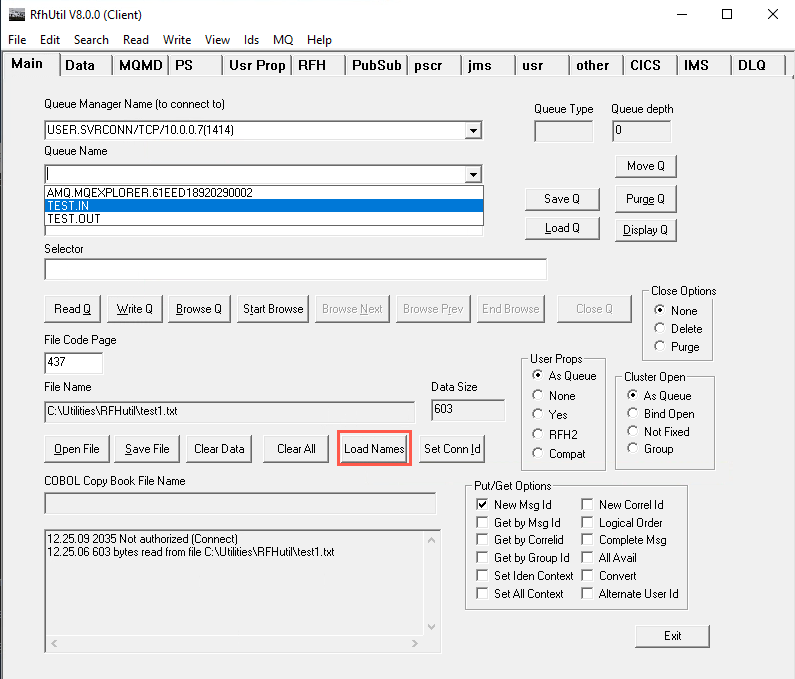 RfhUtil V8.0.0 (Client)
File Edit Search Read Write View Ids MQ Help
Main Data MQMD PS Usr Prop RFH PubSub pscr jms usr other CICS IMS DLQ
Queue Manager Name (to connect to)
Queue Type Queue depth
USER.SVRCONN/TCP/10.0.0.7(1414)
0
Queue Name
Move Q
AMQ.MQEXPLORER.61EED18920290002
TEST.IN
TEST.OUT
Save Q Purge Q
Load Q Display Q
Selector
Read Q Write Q Browse Q Start Browse Browse Next Browse Prev End Browse Close Q
Close Options
None
Delete
Purge
File Code Page
437
File Name
Data Size
C:\Utilities\RFHutil\test1.txt
603
User Props
As Queue
None
Yes
RFH2
Compat
Cluster Open
As Queue
Bind Open
Not Fixed
Group
Open File Save File Clear Data Clear All Load Names Set Conn Id
COBOL Copy Book File Name
12.25.09 2035 Not authorized (Connect)
12.25.06 603 bytes read from file C:\Utilities\RFHutil\test1.txt
Put/Get Options
New Msg Id New Correl Id
Get by Msg Id Logical Order
Get by Correlid Complete Msg
Get by Group Id All Avail
Set Iden Context Convert
Set All Context Alternate User Id
Exit